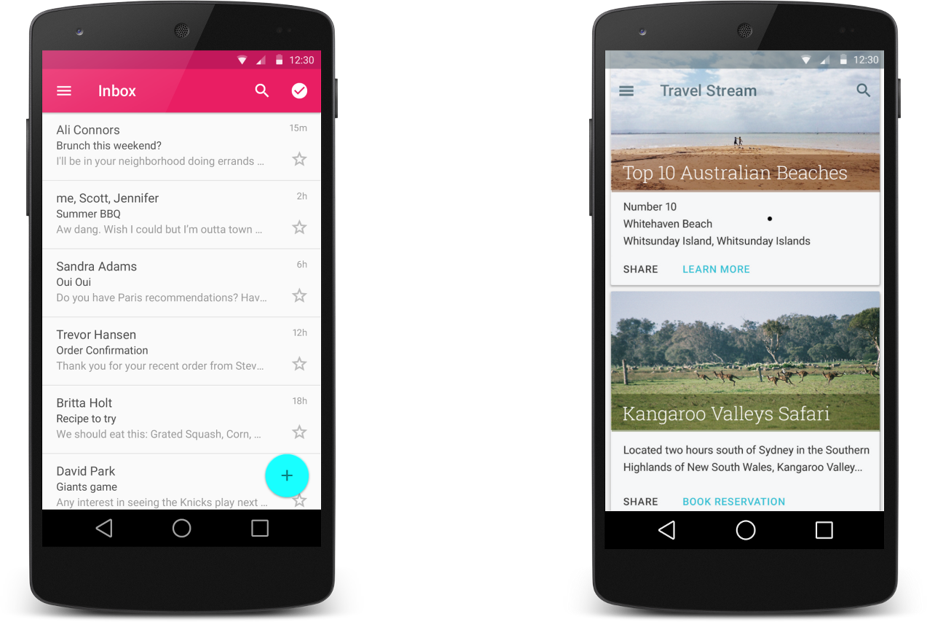 12:30
Inbox
Ali Connors
15m
Brunch this weekend?
I'll be in your neighborhood doing errands ...
me, Scott, Jennifer
2h
Summer BBQ
Aw dang. Wish I could but I'm outta town ...
Sandra Adams
6h
Oui Oui
Do you have Paris recommendations? Hav...
Trevor Hansen
12h
Order Confirmation
Thank you for your recent order from Stev...
Britta Holt
18h
Recipe to try
We should eat this: Grated Squash, Corn, ...
David Park
Giants game
Any interest in seeing the Knicks play next ...
12:30
Travel Stream
Top 10 Australian Beaches
Number 10
Whitehaven Beach
Whitsunday Island, Whitsunday Islands
SHARE LEARN MORE
Kangaroo Valleys Safari
Located two hours south of Sydney in the Southern
Highlands of New South Wales, Kangaroo Valley...
SHARE BOOK RESERVATION